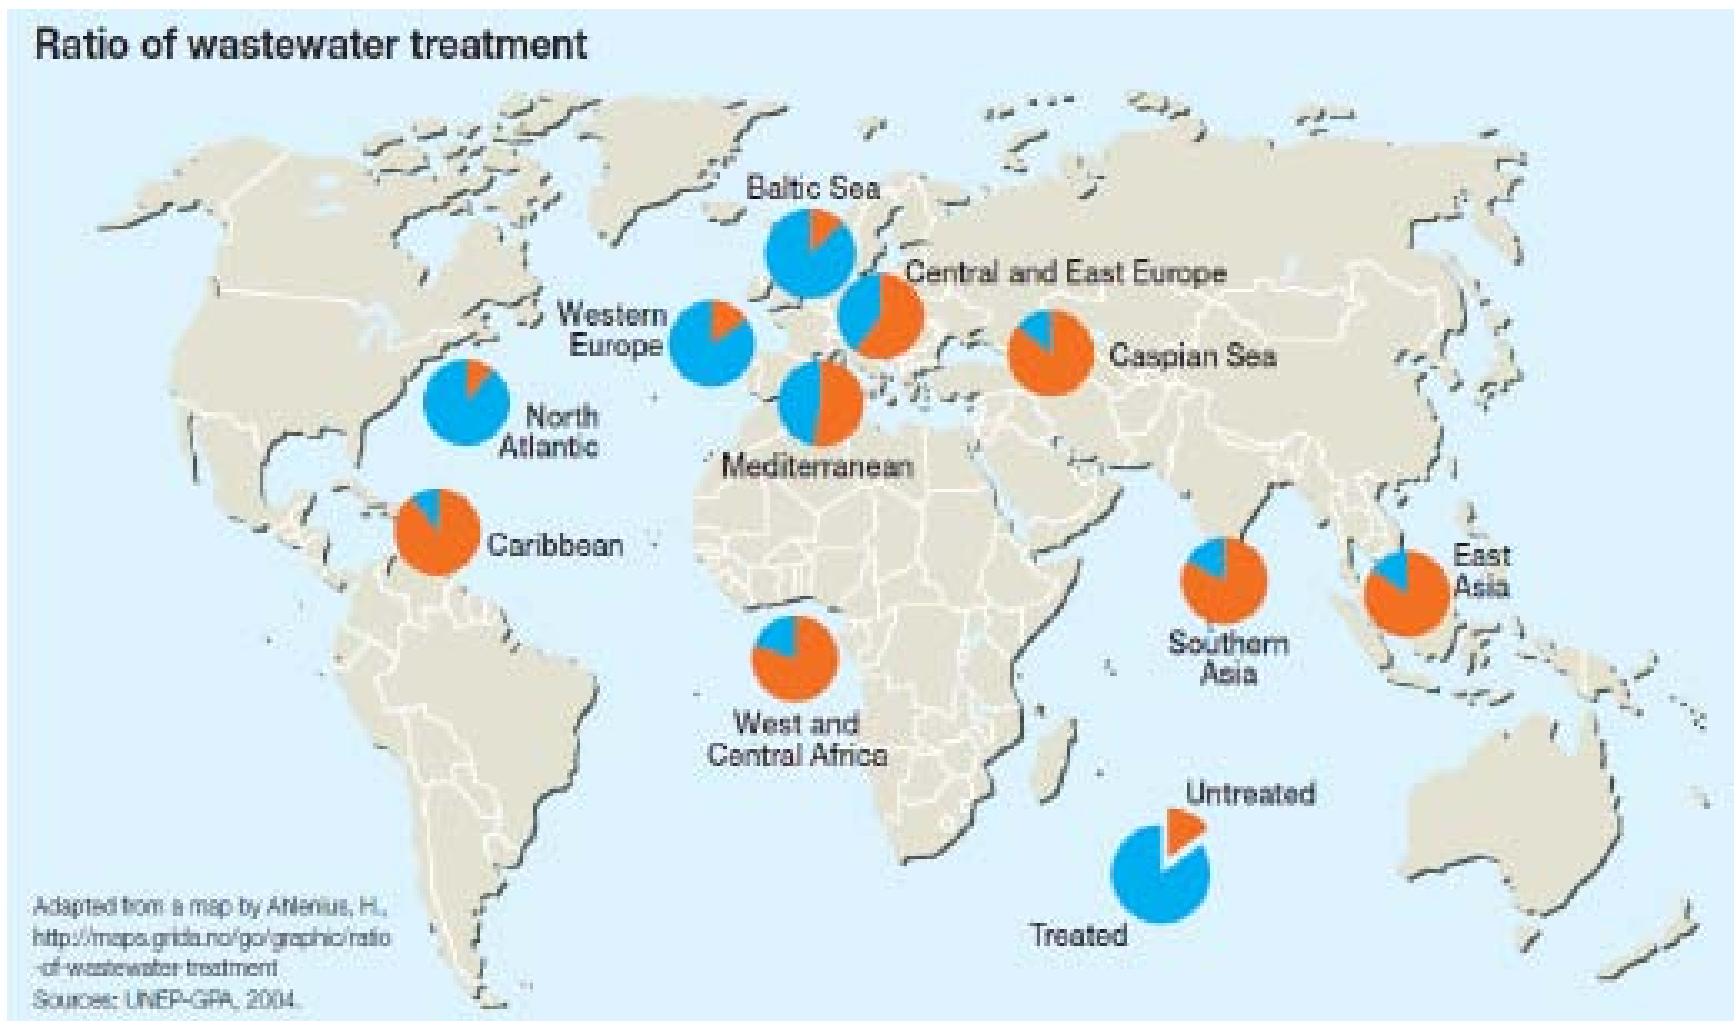 Ratio of wastewater treatment
Baltic Sea
Central and East Europe
Western
Europe
Caspian Sea
North
Atlantic
Mediterranean
Caribbean
East
Asia
Southern
Asia
West and
Central Africa
Untreated
Treated
Adapted from a map by Ahlenius, H.,
http://maps.grida.no/go/graphic/ratio
-of-wastewater treatment
Sources: UNEP-GPA, 2004.